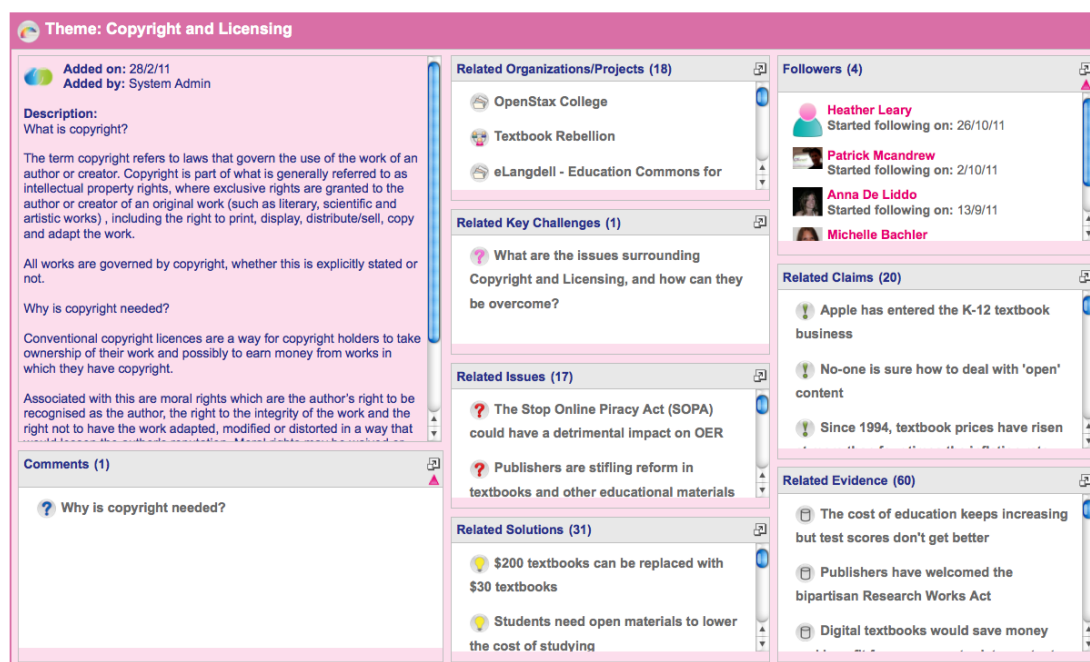 Theme: Copyright and Licensing
Added on: 28/2/11
Added by: System Admin
Description:
What is copyright?
The term copyright refers to laws that govern the use of the work of an
author or creator. Copyright is part of what is generally referred to as
intellectual property rights, where exclusive rights are granted to the
author or creator of an original work (such as literary, scientific and
artistic works) , including the right to print, display, distribute/sell, copy
and adapt the work.
All works are governed by copyright, whether this is explicitly stated or
not.
Why is copyright needed?
Conventional copyright licences are a way for copyright holders to take
ownership of their work and possibly to earn money from works in
which they have copyright.
Associated with this are moral rights which are the author's right to be
recognised as the author, the right to the integrity of the work and the
right not to have the work adapted, modified or distorted in a way that
Comments (1)
Why is copyright needed?
Related Organizations/Projects (18)
OpenStax College
Textbook Rebellion
eLangdell - Education Commons for
Related Key Challenges (1)
What are the issues surrounding
Copyright and Licensing, and how can they
be overcome?
Related Issues (17)
The Stop Online Piracy Act (SOPA)
could have a detrimental impact on OER
Publishers are stifling reform in
textbooks and other educational materials
Related Solutions (31)
$200 textbooks can be replaced with
$30 textbooks
Students need open materials to lower
the cost of studying
Followers (4)
Heather Leary
Started following on: 26/10/11
Patrick Mcandrew
Started following on: 2/10/11
Anna De Liddo
Started following on: 13/9/11
Michelle Bachler
Related Claims (20)
Apple has entered the K-12 textbook
business
No-one is sure how to deal with 'open'
content
Since 1994, textbook prices have risen
Related Evidence (60)
The cost of education keeps increasing
but test scores don't get better
Publishers have welcomed the
bipartisan Research Works Act
Digital textbooks would save money